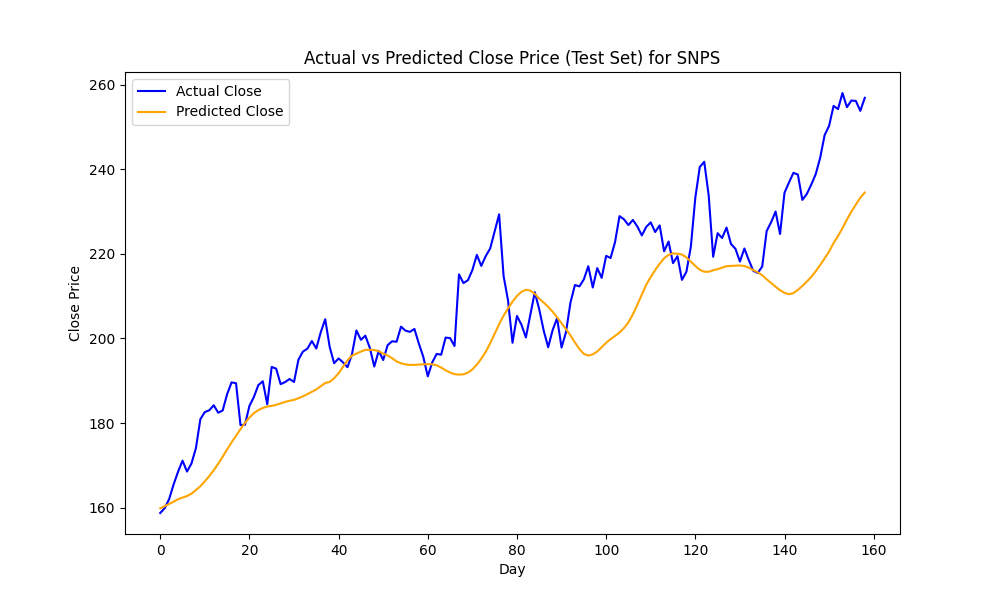 Actual vs Predicted Close Price (Test Set) for SNPS
Actual Close
Predicted Close
260
240
220
200
180
160
Close Price
0 20 40 60 80 100 120 140 160
Day